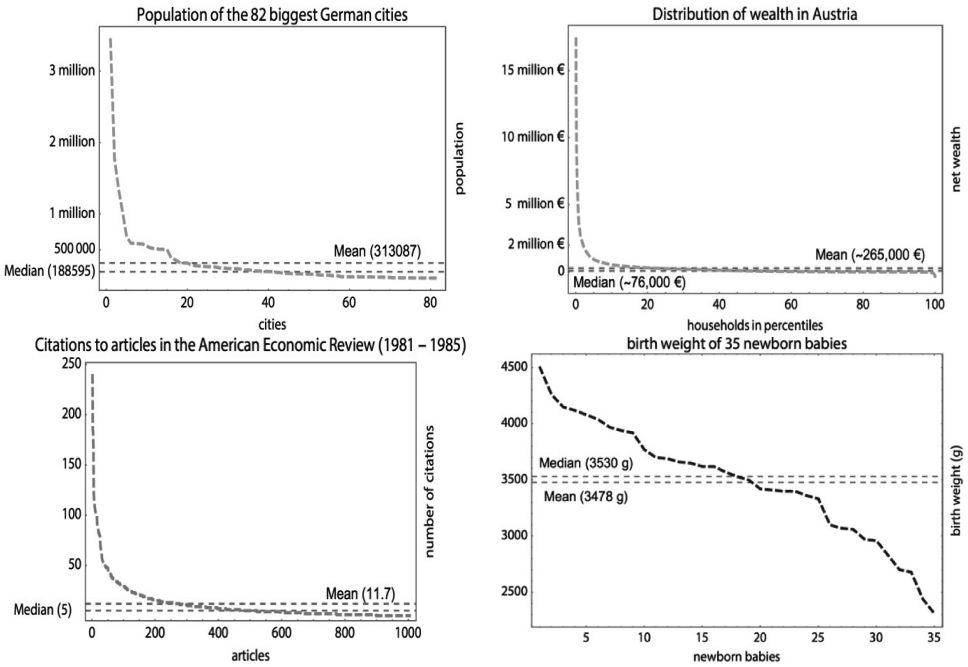 Population of the 82 biggest German cities
3 million
2 million
1 million
500 000
Median (188595)
Mean (313087)
population
0
20
40
60
80
cities
Distribution of wealth in Austria
15 million €
10 million €
5 million €
2 million €
0
Mean (~265,000 €)
Median (~76,000 €)
net wealth
0
20
40
60
80
100
households in percentiles
Citations to articles in the American Economic Review (1981 – 1985)
250
200
150
100
50
Median (5)
Mean (11.7)
number of citations
0
200
400
600
800
1000
articles
birth weight of 35 newborn babies
4500
4000
3500
3000
2500
Median (3530 g)
Mean (3478 g)
birth weight (g)
5
10
15
20
25
30
35
newborn babies